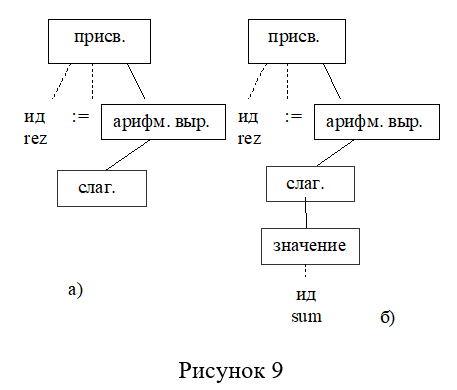 присв.
ид := арифм. выр.
rez
слаг.
а)
присв.
ид := арифм. выр.
rez
слаг.
значение
ид
sum
б)
Рисунок 9